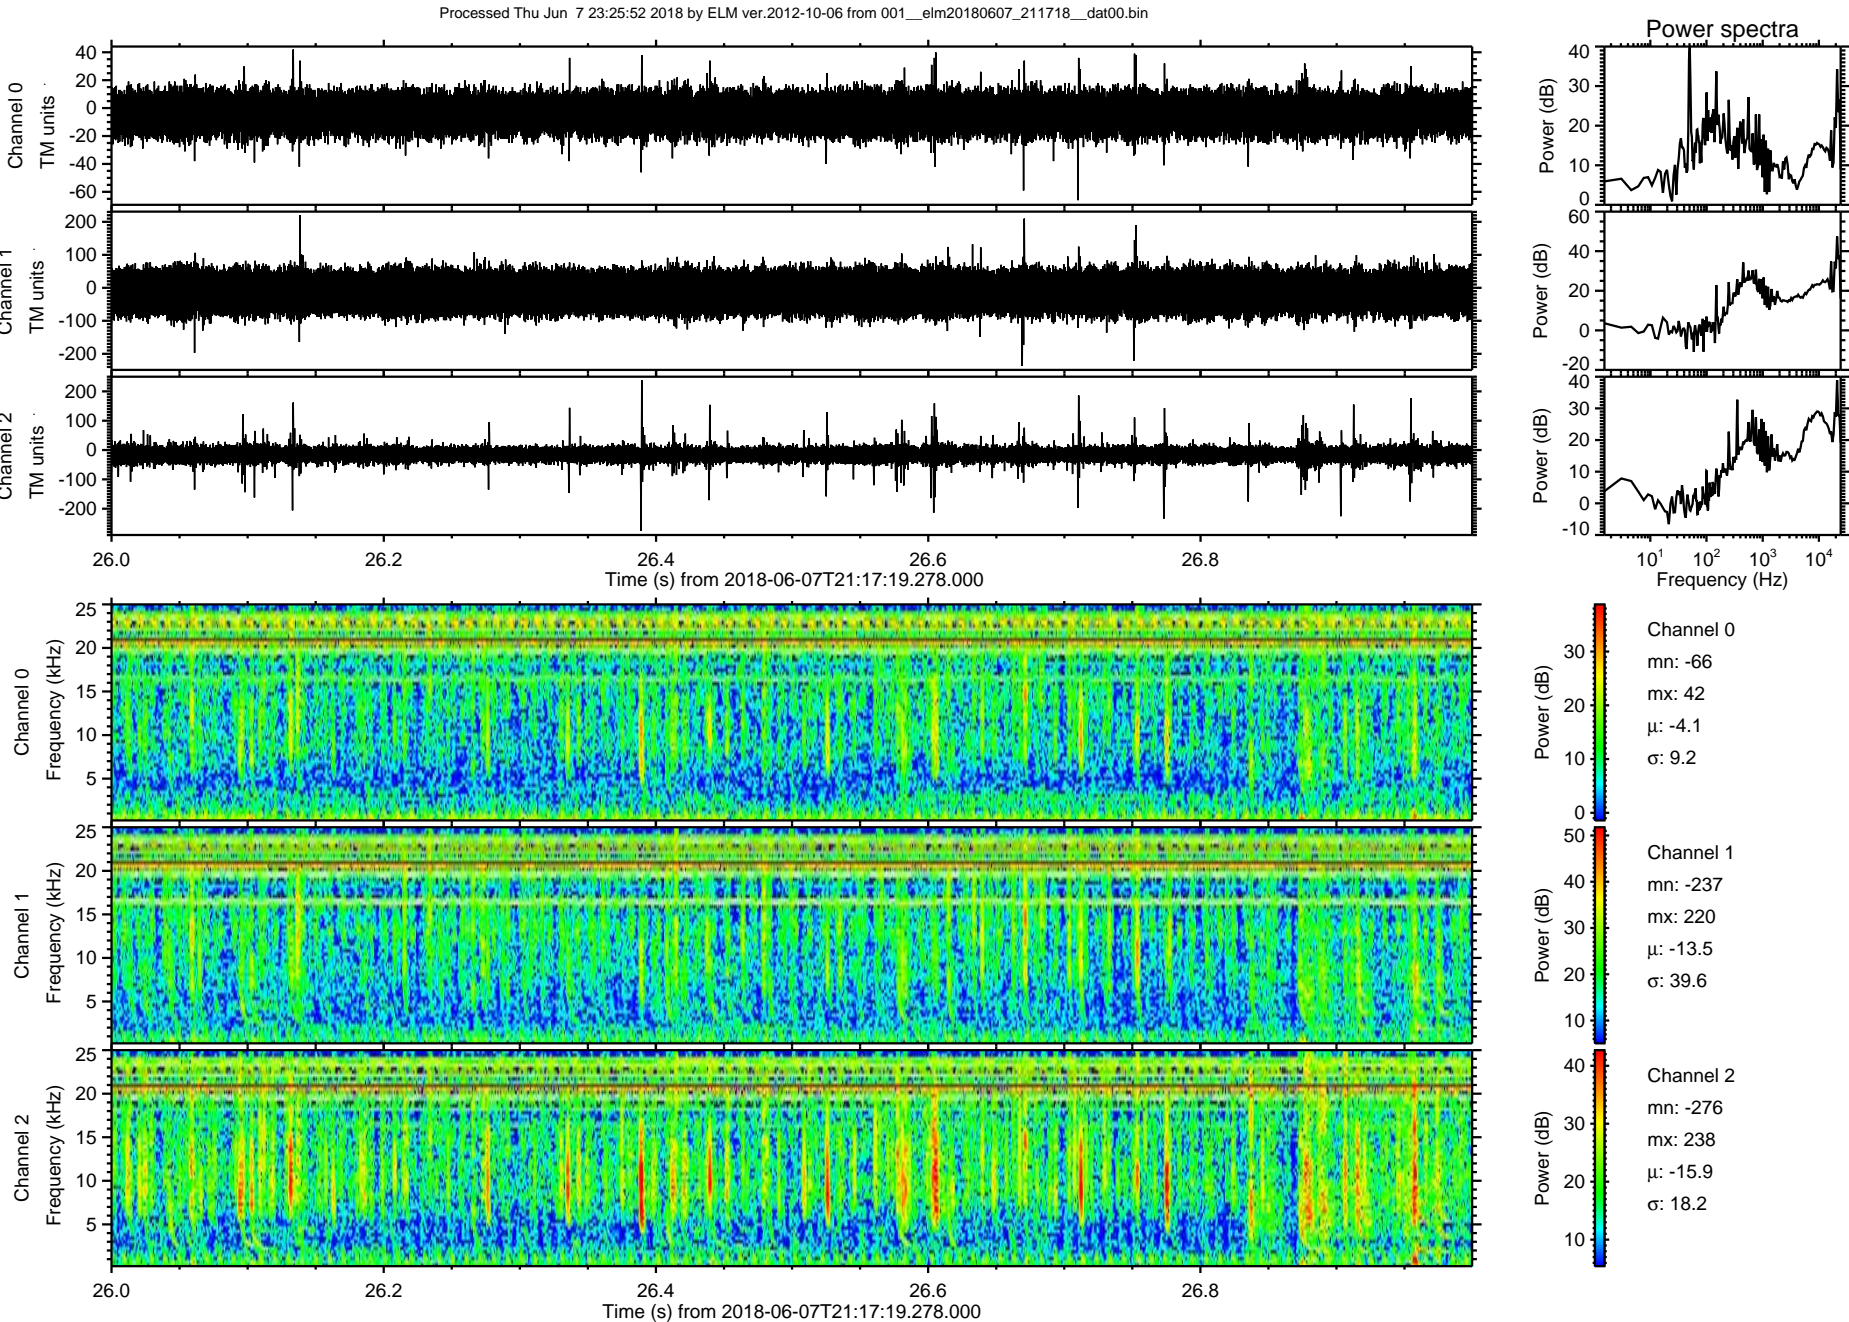 Processed Thu Jun  7 23:25:52 2018 by ELM ver.2012-10-06 from 001__elm20180607_211718__dat00.bin
Power spectra
Channel 0
TM units
40
20
0
-20
-40
-60
Power (dB)
40
30
20
10
0
Channel 1
TM units
200
100
0
-100
-200
Power (dB)
60
40
20
0
-20
Channel 2
TM units
200
100
0
-100
-200
Power (dB)
40
30
20
10
0
-10
26.0 26.2 26.4 26.6 26.8
Time (s) from 2018-06-07T21:17:19.278.000
10^1 10^2 10^3 10^4
Frequency (Hz)
Channel 0
Frequency (kHz)
25
20
15
10
5
Power (dB)
30
20
10
0
Channel 0
mn: -66
mx: 42
μ: -4.1
σ: 9.2
Channel 1
Frequency (kHz)
25
20
15
10
5
Power (dB)
50
40
30
20
10
Channel 1
mn: -237
mx: 220
μ: -13.5
σ: 39.6
Channel 2
Frequency (kHz)
25
20
15
10
5
Power (dB)
40
30
20
10
Channel 2
mn: -276
mx: 238
μ: -15.9
σ: 18.2
26.0 26.2 26.4 26.6 26.8
Time (s) from 2018-06-07T21:17:19.278.000